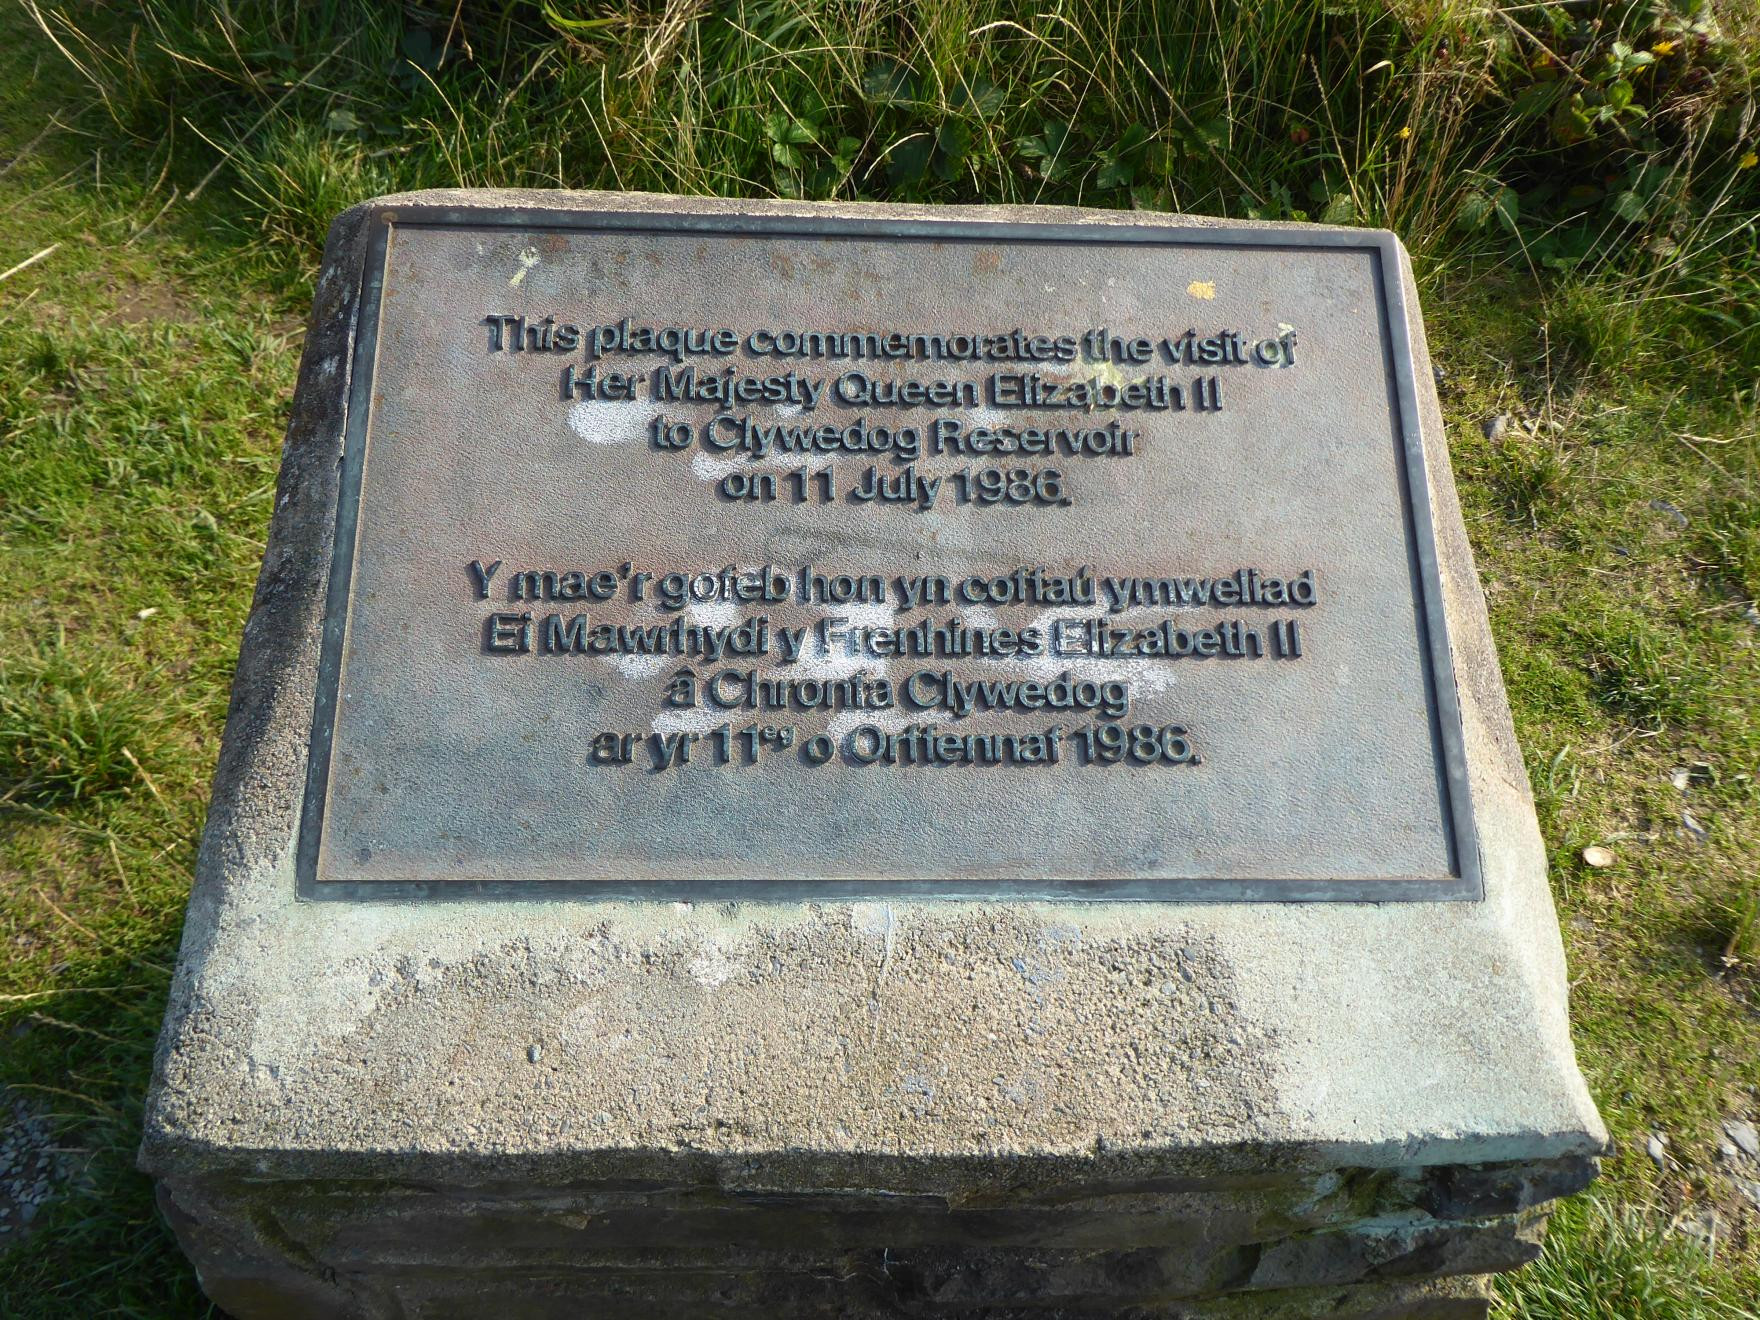 This plaque commemorates the visit of
Her Majesty Queen Elizabeth II
to Clywedog Reservoir
on 11 July 1986.
Y mae'r gofeb hon yn coffaú ymweliad
Ei Mawrhydi y Frenhines Elizabeth II
â Chronfa Clywedog
ar yr 11eg o Orffennaf 1986.